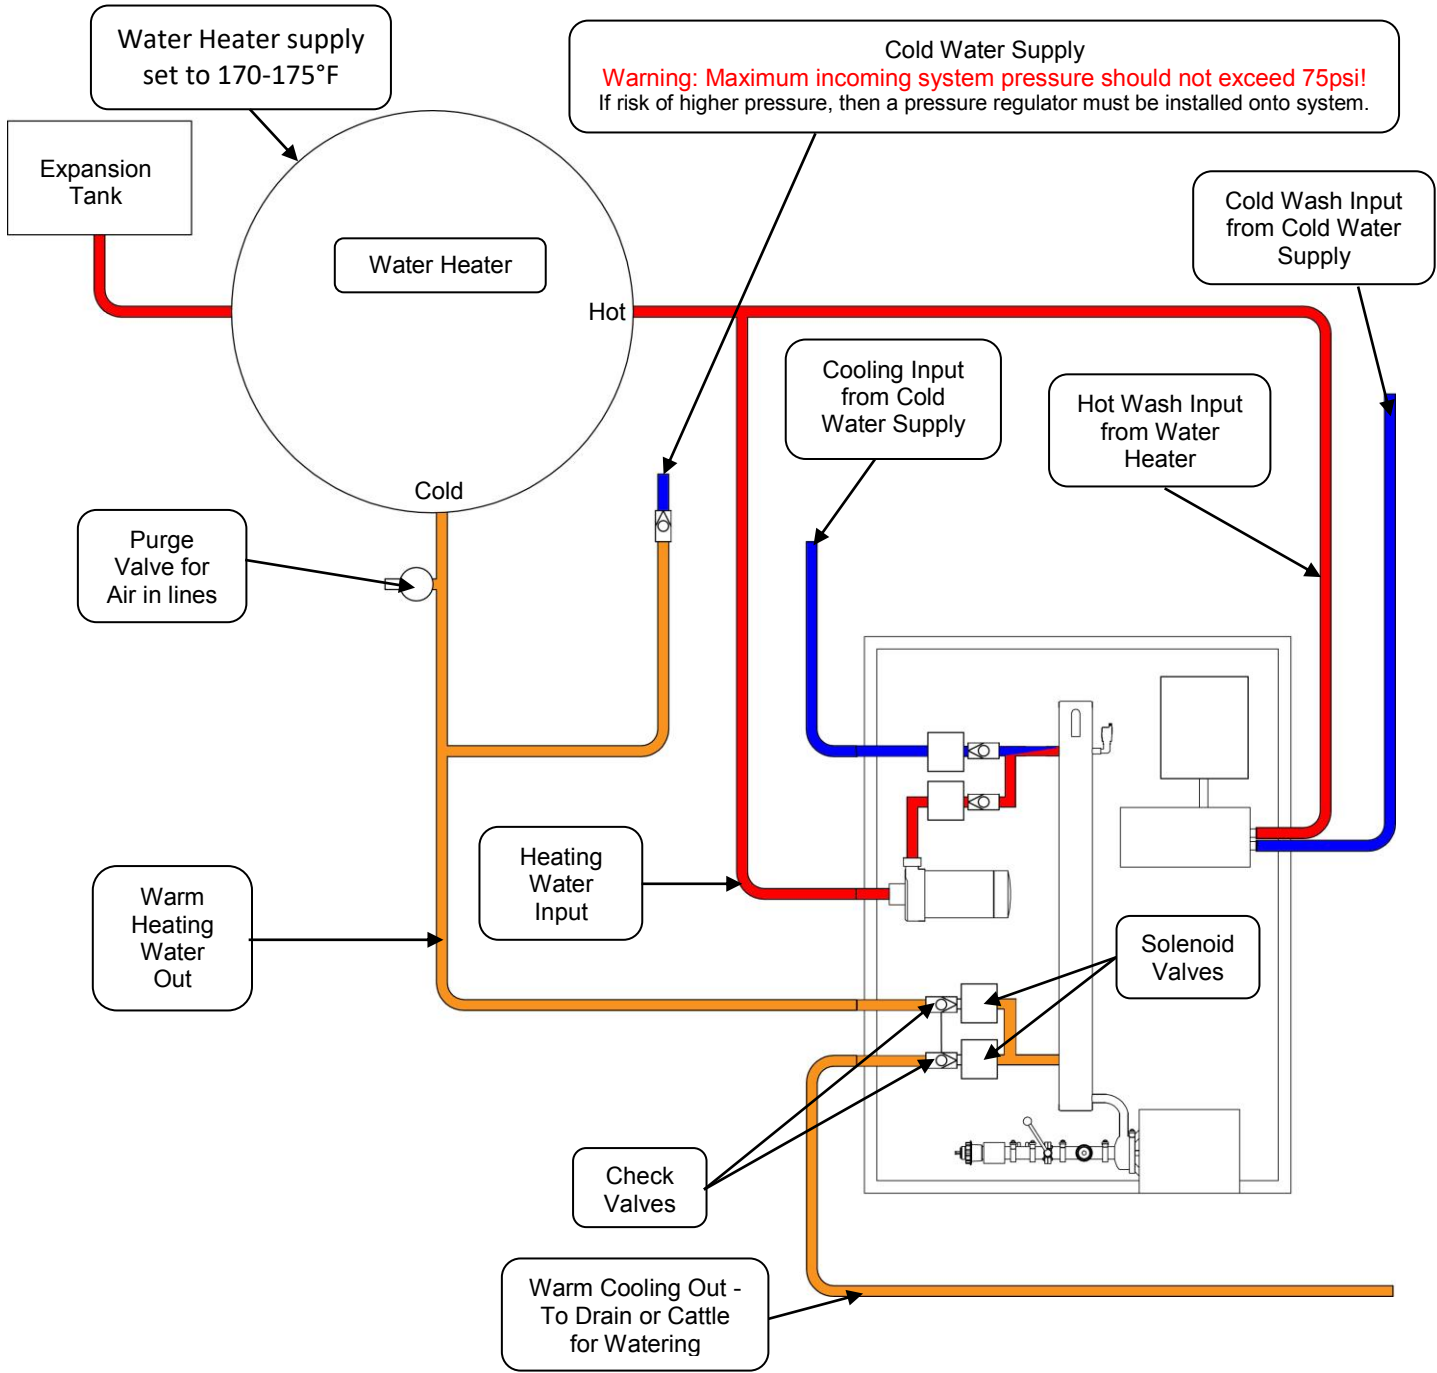 Water Heater supply
set to 170-175°F
Cold Water Supply
Warning: Maximum incoming system pressure should not exceed 75psi!
If risk of higher pressure, then a pressure regulator must be installed onto system.
Expansion
Tank
Cold Wash Input
from Cold Water
Supply
Water Heater
Hot
Cooling Input
from Cold
Water Supply
Hot Wash Input
from Water
Heater
Cold
Purge
Valve for
Air in lines
Heating
Water
Input
Warm
Heating
Water
Out
Solenoid
Valves
Check
Valves
Warm Cooling Out -
To Drain or Cattle
for Watering